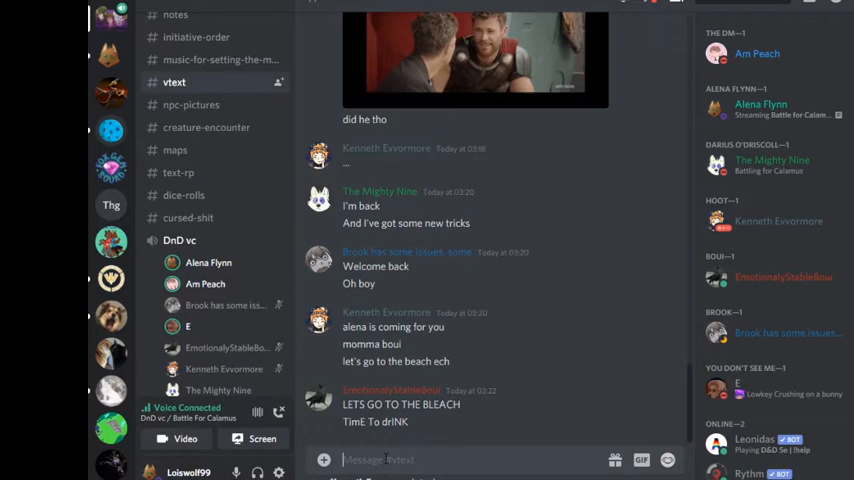 notes
initiative-order
music-for-setting-the-m...
vtext
npc-pictures
creature-encounter
maps
text-rp
dice-rolls
cursed-shit
DnD vc
Alena Flynn
Am Peach
Brook has some iss...
E
EmotionalyStableBo...
Kenneth Evvormore
The Mighty Nine
Voice Connected
DnD vc / Battle For Calamus
Video
Screen
Loiswolf99
Thg
did he tho
Kenneth Evvormore Today at 03:18
...
The Mighty Nine Today at 03:20
I'm back
And I've got some new tricks
Brook has some issues, some Today at 03:20
Welcome back
Oh boy
Kenneth Evvormore Today at 03:20
alena is coming for you
momma boui
let's go to the beach ech
EmotionalyStableBoui Today at 03:22
LETS GO TO THE BLEACH
TimE To drINK
Message #vtext
GIF
THE DM—1
Am Peach
ALENA FLYNN—1
Alena Flynn
Streaming Battle for Calam...
DARIUS O'DRISCOLL—1
The Mighty Nine
Battling for Calamus
HOOT—1
Kenneth Evvormore
BOUI—1
EmotionalyStableBoui
BROOK—1
Brook has some issues...
YOU DON'T SEE ME—1
E
Lowkey Crushing on a bunny
ONLINE—2
Leonidas BOT
Playing D&D 5e | !help
Rythm BOT